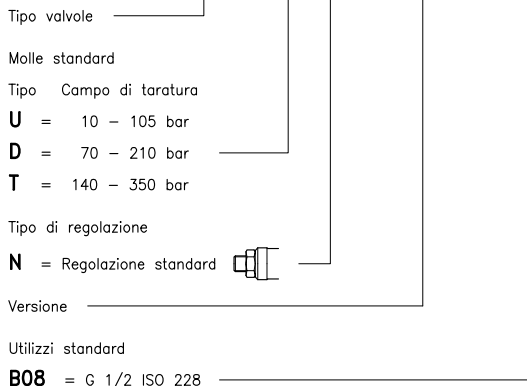 Tipo valvole
Molle standard
Tipo Campo di taratura
U = 10 – 105 bar
D = 70 – 210 bar
T = 140 – 350 bar
Tipo di regolazione
N = Regolazione standard
Versione
Utilizzi standard
B08 = G 1/2 ISO 228